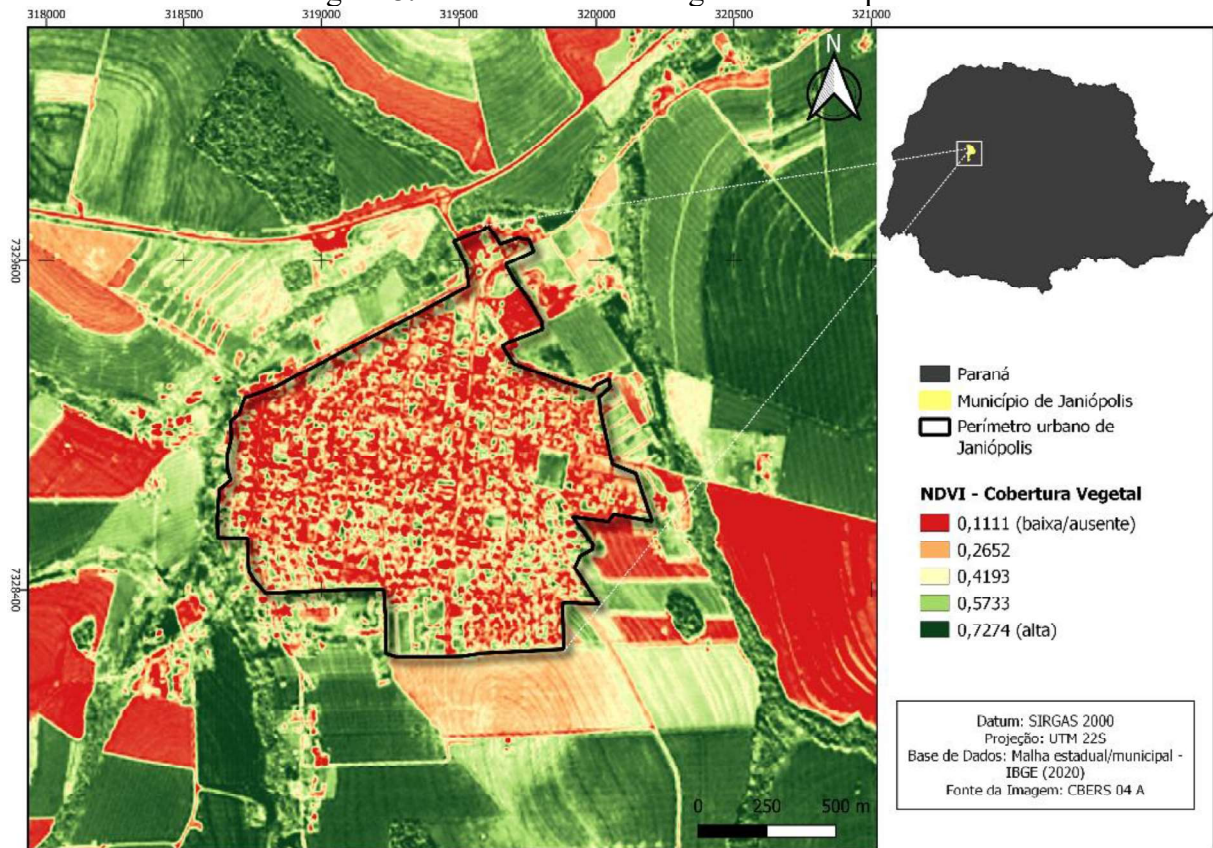 318000 318500 319000 319500 320000 320500 321000
N
7329600
7328400
Paraná
Município de Janiópolis
Perímetro urbano de
Janiópolis
NDVI - Cobertura Vegetal
0,1111 (baixa/ausente)
0,2652
0,4193
0,5733
0,7274 (alta)
Datum: SIRGAS 2000
Projeção: UTM 22S
Base de Dados: Malha estadual/municipal -
IBGE (2020)
Fonte da Imagem: CBERS 04 A
0 250 500 m